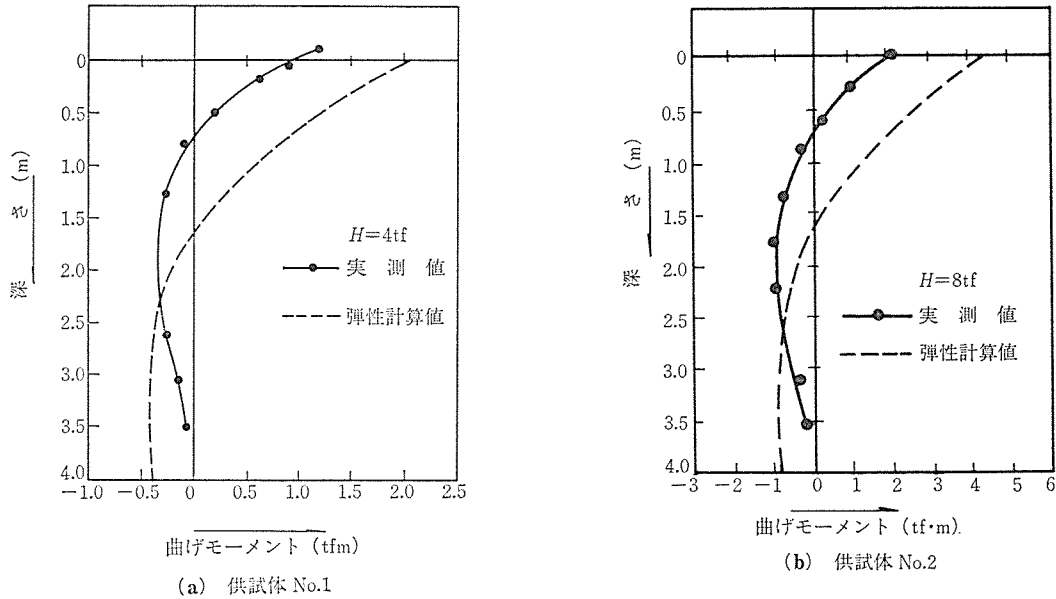 0
0.5
1.0
1.5
2.0
2.5
3.0
3.5
4.0
深 さ (m)
H=4tf
実 測 値
弾性計算値
−1.0 −0.5 0 0.5 1.0 1.5 2.0 2.5
曲げモーメント (tfm)
(a) 供試体 No.1
0
0.5
1.0
1.5
2.0
2.5
3.0
3.5
4.0
深 さ (m)
H=8tf
実 測 値
弾性計算値
−3 −2 −1 0 1 2 3 4 5 6
曲げモーメント (tf·m).
(b) 供試体 No.2